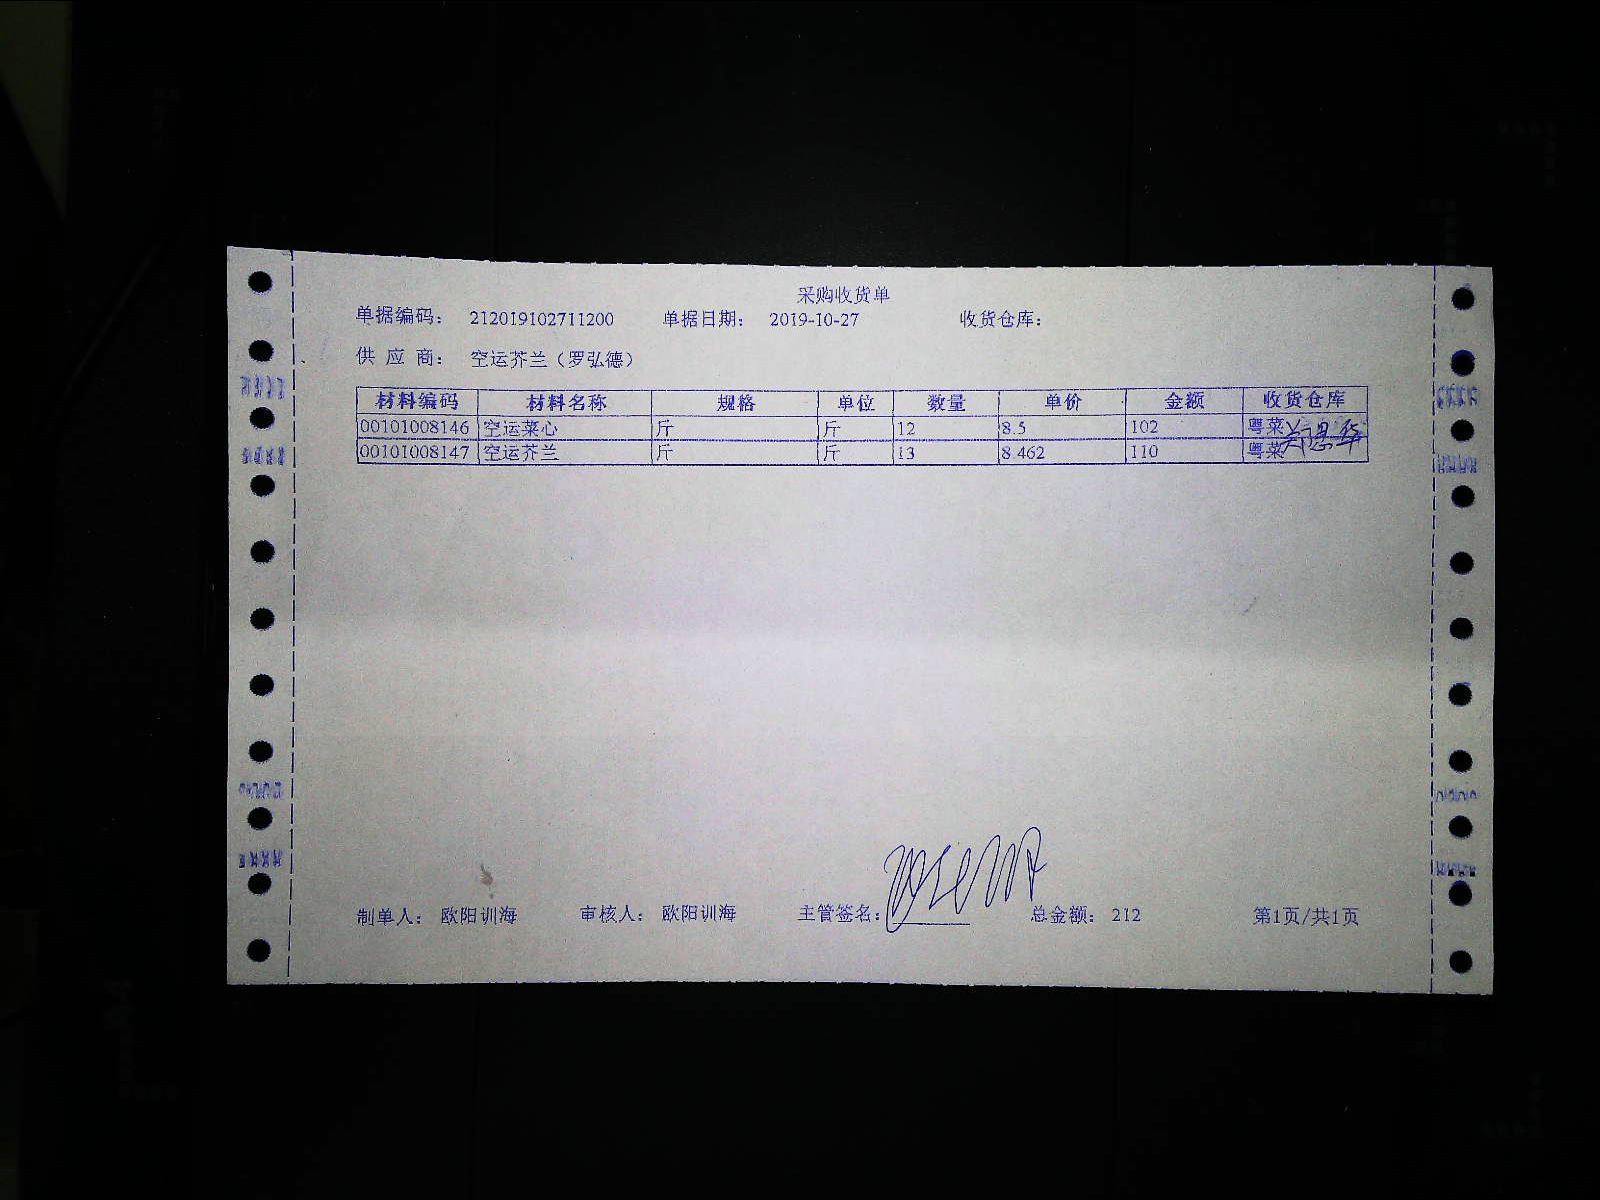 采购收货单
单据编码： 212019102711200 单据日期： 2019-10-27 收货仓库：
供 应 商： 空运芥兰（罗弘德）
材料编码 材料名称 规格 单位 数量 单价 金额 收货仓库
00101008146 空运菜心 斤 斤 12 8.5 102 粤菜
00101008147 空运芥兰 斤 斤 13 8.462 110 粤菜
制单人： 欧阳训海 审核人： 欧阳训海 主管签名： 总金额： 212 第1页/共1页